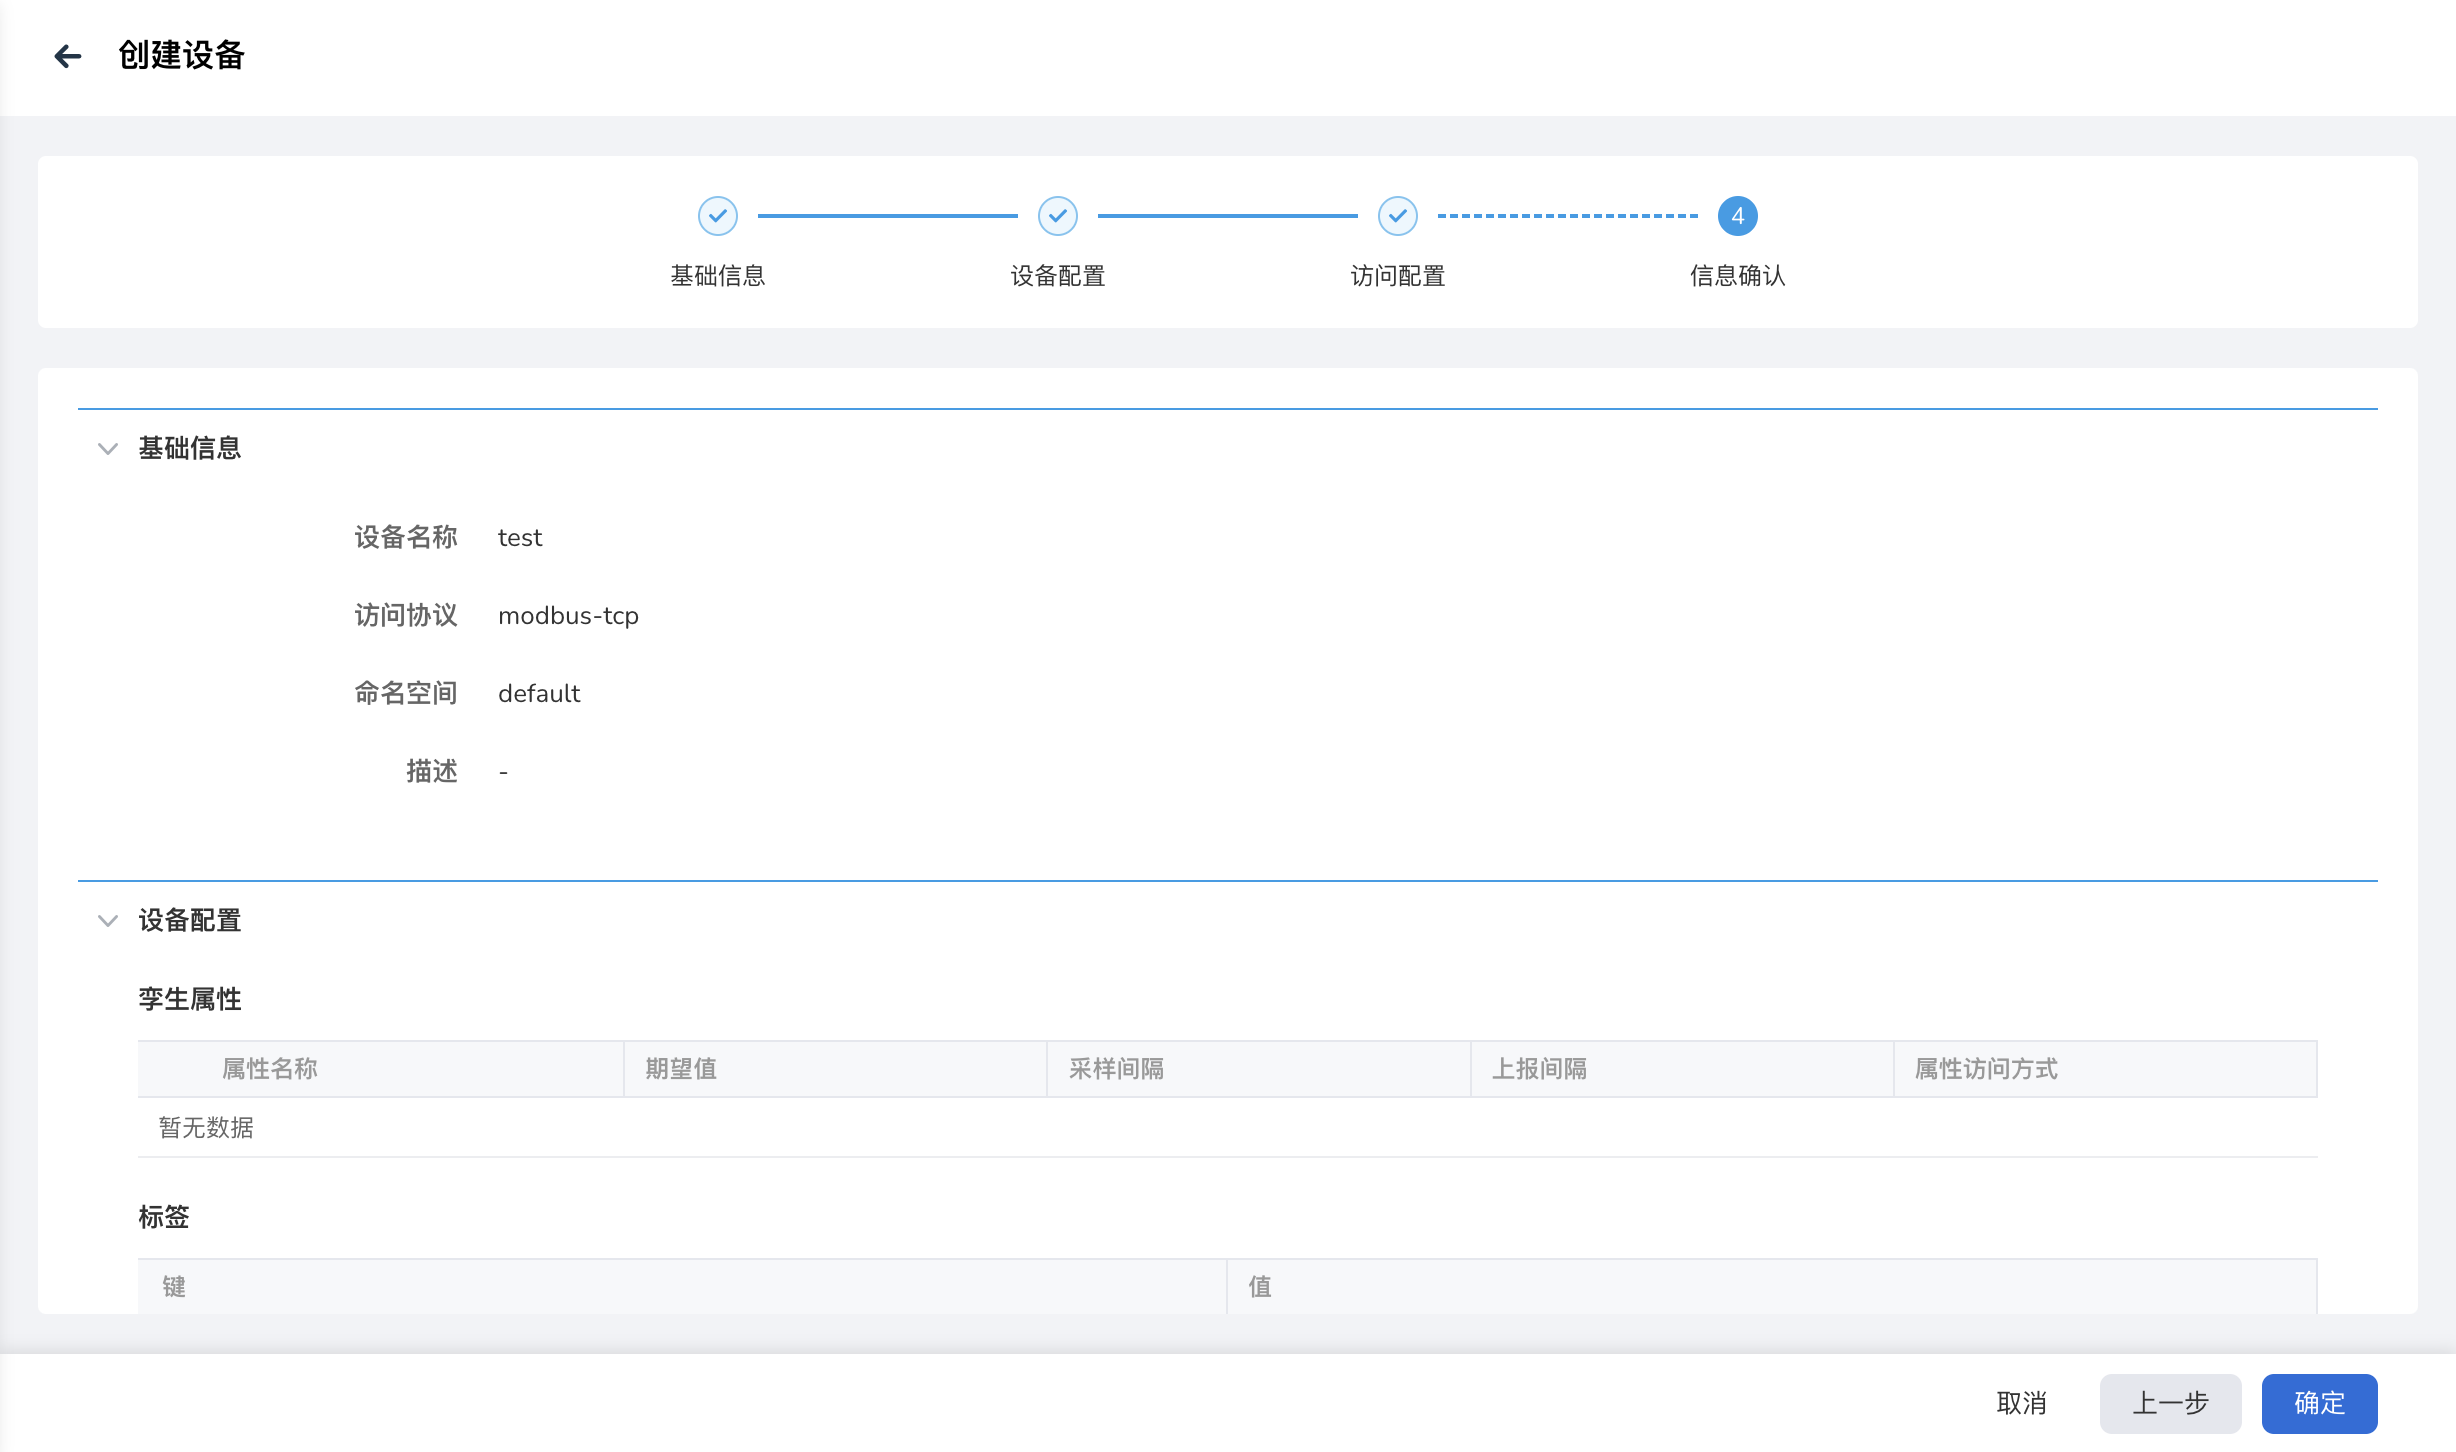 创建设备
4
基础信息 设备配置 访问配置 信息确认
基础信息
设备名称 test
访问协议 modbus-tcp
命名空间 default
描述 -
设备配置
孪生属性
属性名称 期望值 采样间隔 上报间隔 属性访问方式
暂无数据
标签
键 值
取消 上一步 确定